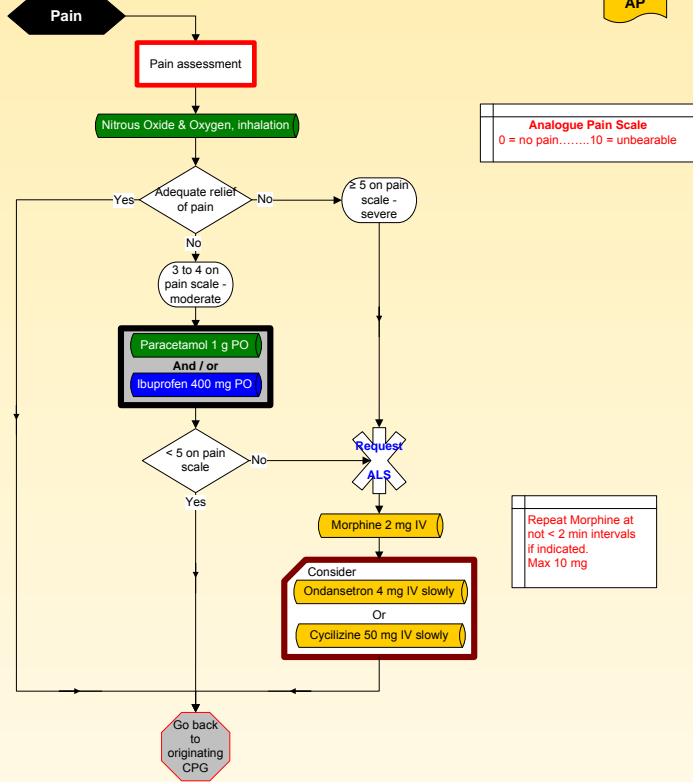 Pain
AP
Pain assessment
Nitrous Oxide & Oxygen, inhalation
Analogue Pain Scale
0 = no pain……..10 = unbearable
Adequate relief
of pain
Yes
No
≥ 5 on pain
scale -
severe
No
3 to 4 on
pain scale -
moderate
Paracetamol 1 g PO
And / or
Ibuprofen 400 mg PO
< 5 on pain
scale
No
Request
ALS
Yes
Morphine 2 mg IV
Repeat Morphine at
not < 2 min intervals
if indicated.
Max 10 mg
Consider
Ondansetron 4 mg IV slowly
Or
Cycilizine 50 mg IV slowly
Go back
to
originating
CPG